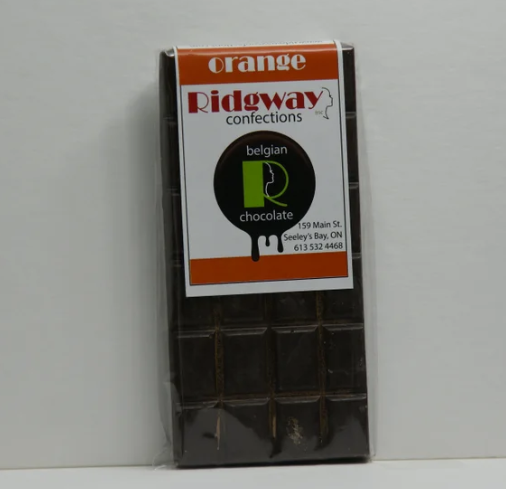 orange
Ridgway
confections
belgian
R
chocolate
159 Main St.
Seeley's Bay, ON
613 532 4468